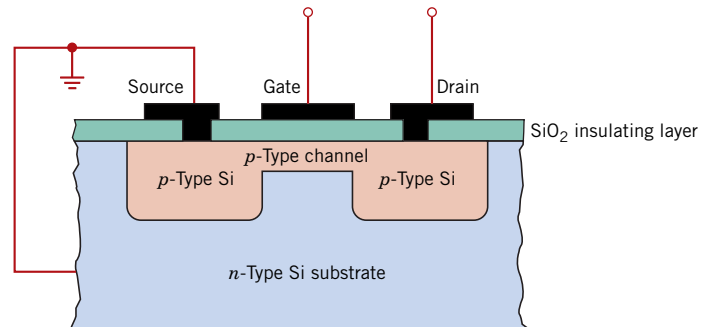 Source
Gate
Drain
SiO₂ insulating layer
p-Type channel
p-Type Si
p-Type Si
n-Type Si substrate